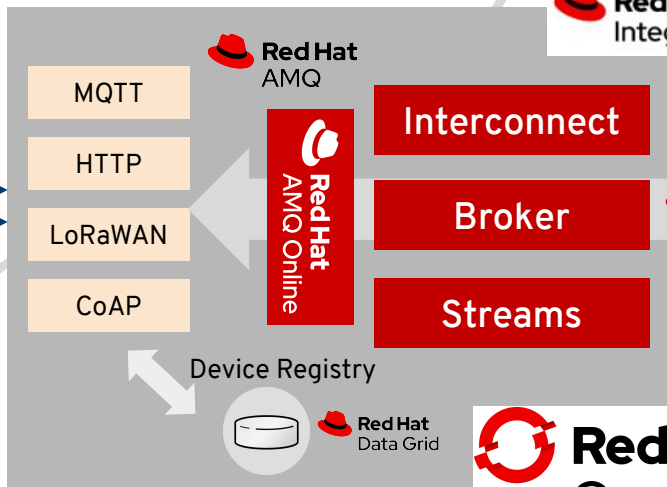 Red
Integ
Red Hat
AMQ
MQTT
HTTP
LoRaWAN
CoAP
Red Hat
AMQ Online
Interconnect
Broker
Streams
Device Registry
Red Hat
Data Grid
Red